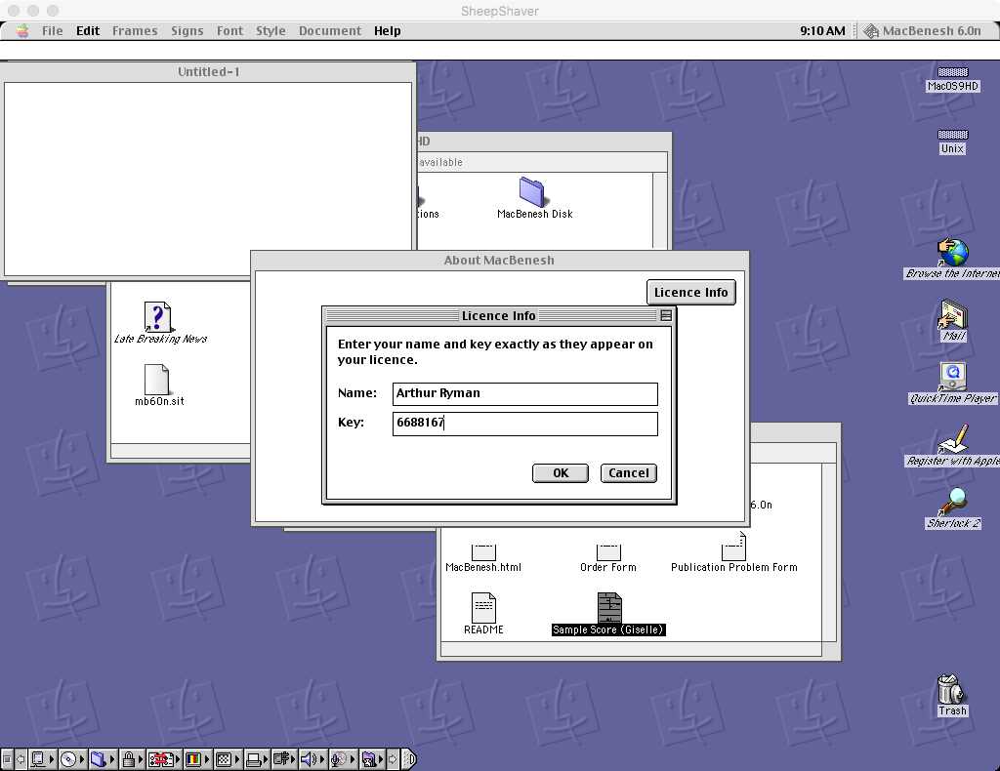 SheepShaver
File Edit Frames Signs Font Style Document Help 9:10 AM MacBenesh 6.0n
Untitled-1
MacOS9HD
HD
available
Unix
tions
MacBenesh Disk
About MacBenesh
Browse the Internet
Licence Info
Licence Info
Late Breaking News
Enter your name and key exactly as they appear on
your licence.
Mail
Name: Arthur Ryman
mb60n.sit
QuickTime Player
Key: 6688167
Register with Apple
OK Cancel
6.0n
Sherlock 2
MacBenesh.html
Order Form
Publication Problem Form
README
Sample Score (Giselle)
Trash